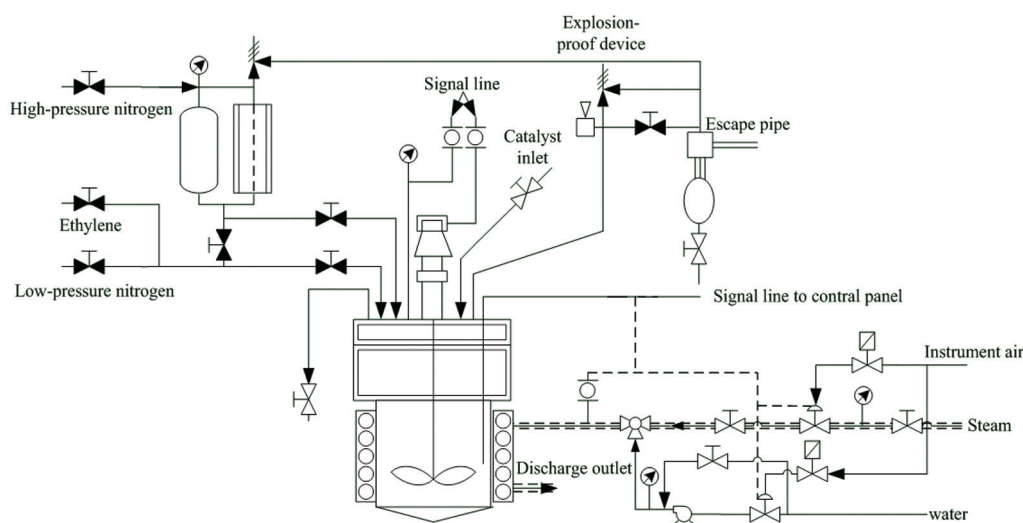 Explosion-
proof device
High-pressure nitrogen
Signal line
Catalyst
inlet
Escape pipe
Ethylene
Low-pressure nitrogen
Signal line to contral panel
Instrument air
Steam
Discharge outlet
water